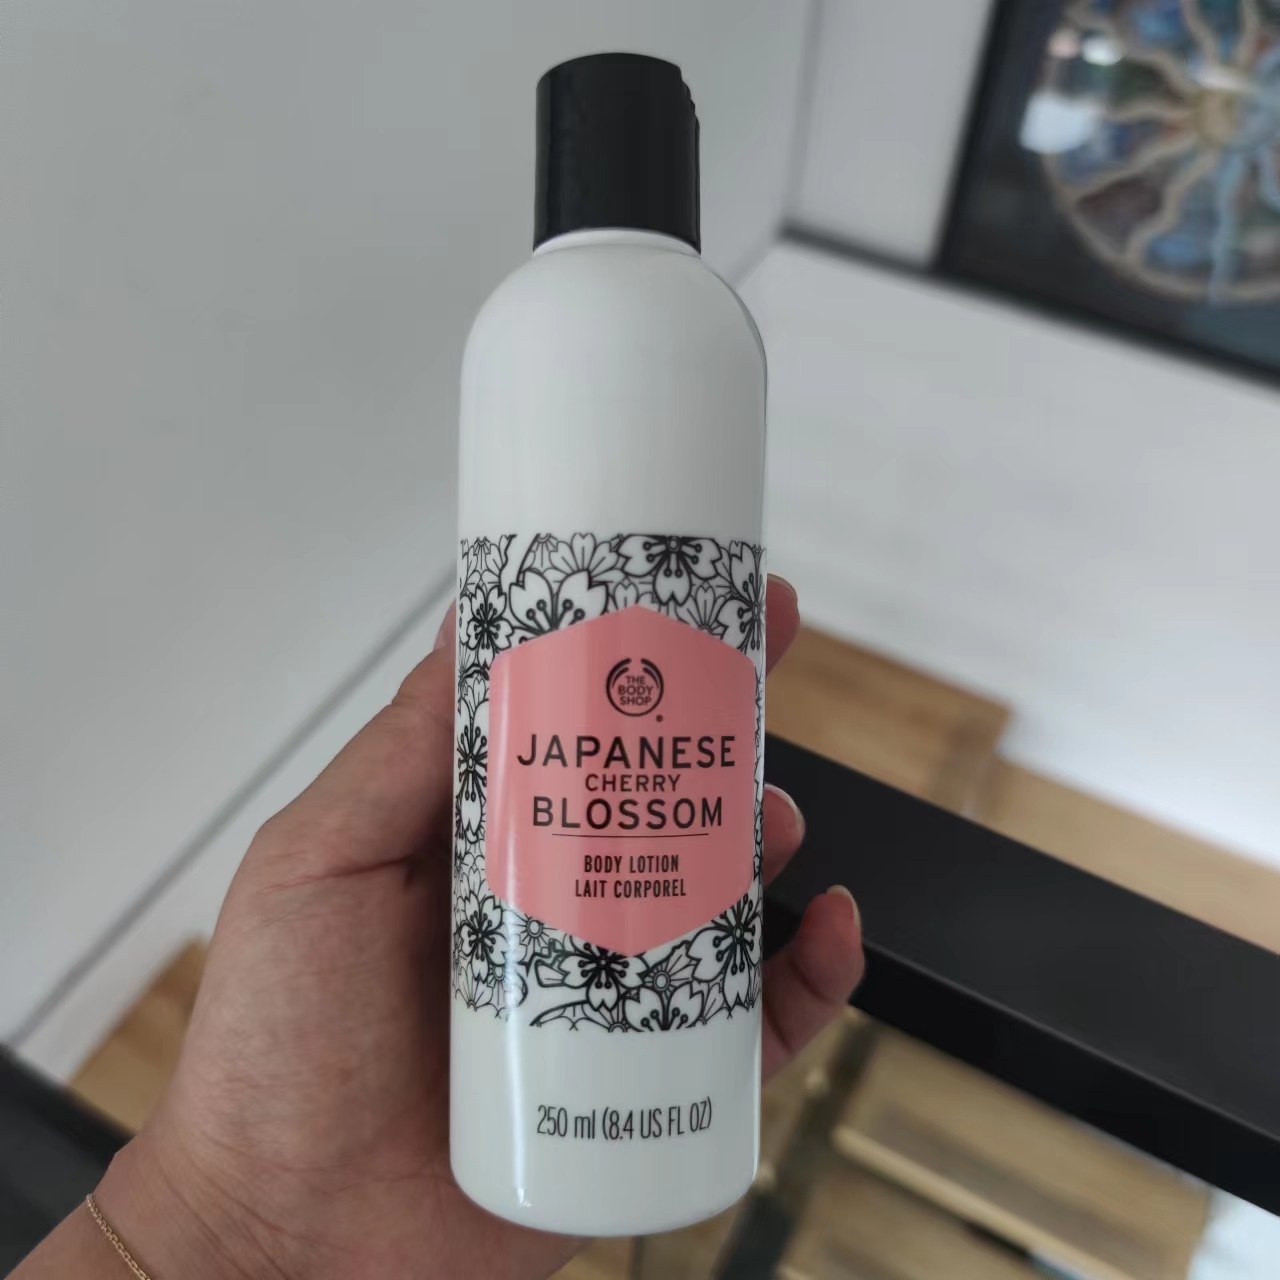 THE
BODY
SHOP
JAPANESE
CHERRY
BLOSSOM
BODY LOTION
LAIT CORPOREL
250 ml (8.4 US FL OZ)